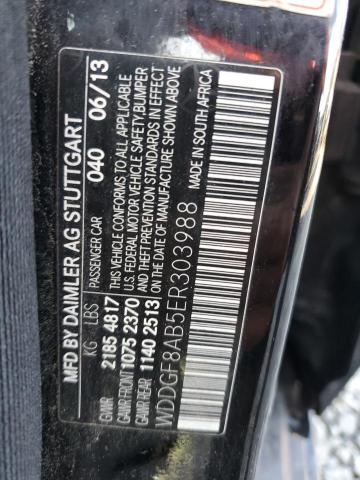 MFD BY DAIMLER AG STUTTGART
PASSENGER CAR 040 06/13
KG LBS
GVWR 2185 4817
GAWR FRONT 1075 2370
GAWR REAR 1140 2513
THIS VEHICLE CONFORMS TO ALL APPLICABLE
U.S. FEDERAL MOTOR VEHICLE SAFETY,BUMPER
AND THEFT PREVENTION STANDARDS IN EFFECT
ON THE DATE OF MANUFACTURE SHOWN ABOVE
WDDGF8AB5ER303988
MADE IN SOUTH AFRICA